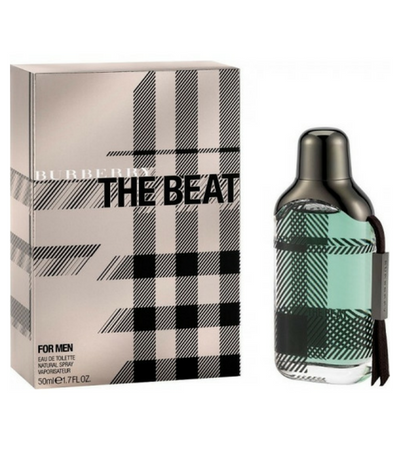 BURBERRY
THE BEAT
FOR MEN
EAU DE TOILETTE
NATURAL SPRAY
VAPORISATEUR
50ml℮1.7FL.OZ.